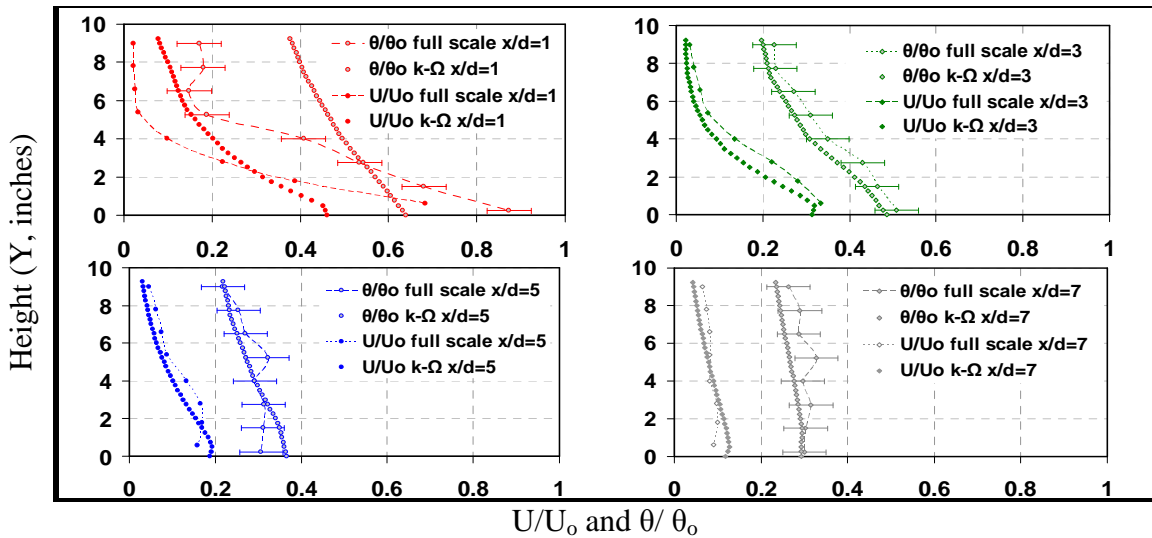 Height (Y, inches)
10
8
6
4
2
0
θ/θo full scale x/d=1
θ/θo k-Ω x/d=1
U/Uo full scale x/d=1
U/Uo k-Ω x/d=1
0 0.2 0.4 0.6 0.8 1
10
8
6
4
2
0
θ/θo full scale x/d=3
θ/θo k-Ω x/d=3
U/Uo full scale x/d=3
U/Uo k-Ω x/d=3
0 0.2 0.4 0.6 0.8 1
10
8
6
4
2
0
θ/θo full scale x/d=5
θ/θo k-Ω x/d=5
U/Uo full scale x/d=5
U/Uo k-Ω x/d=5
0 0.2 0.4 0.6 0.8 1
10
8
6
4
2
0
θ/θo full scale x/d=7
θ/θo k-Ω x/d=7
U/Uo full scale x/d=7
U/Uo k-Ω x/d=7
0 0.2 0.4 0.6 0.8 1
U/Uₒ and θ/ θₒ